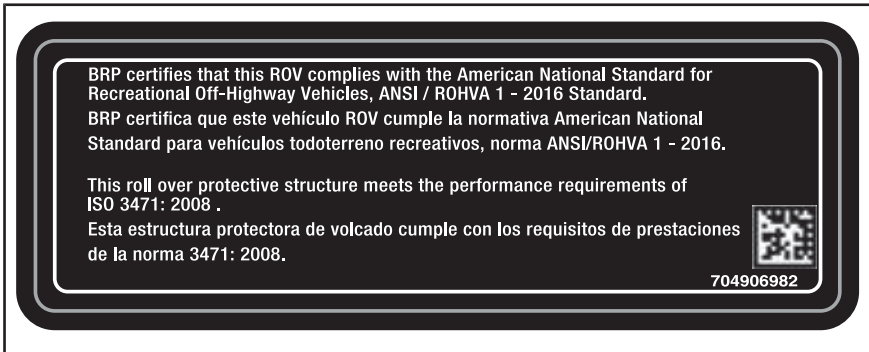 BRP certifies that this ROV complies with the American National Standard for
Recreational Off-Highway Vehicles, ANSI / ROHVA 1 - 2016 Standard.
BRP certifica que este vehículo ROV cumple la normativa American National
Standard para vehículos todoterreno recreativos, norma ANSI/ROHVA 1 - 2016.
This roll over protective structure meets the performance requirements of
ISO 3471: 2008 .
Esta estructura protectora de volcado cumple con los requisitos de prestaciones
de la norma 3471: 2008.
704906982